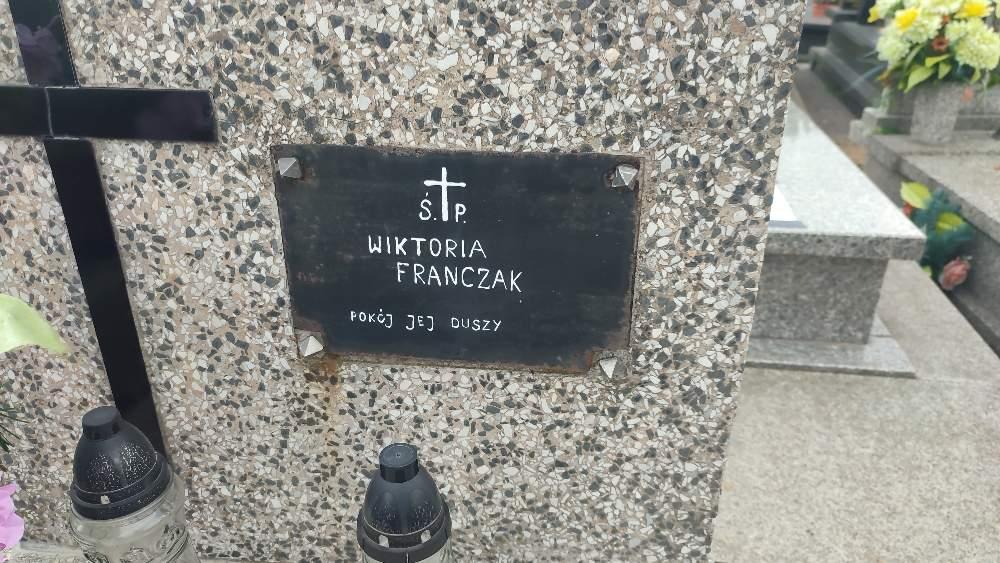 Ś.P.
WIKTORIA
FRANCZAK
POKÓJ JEJ DUSZY